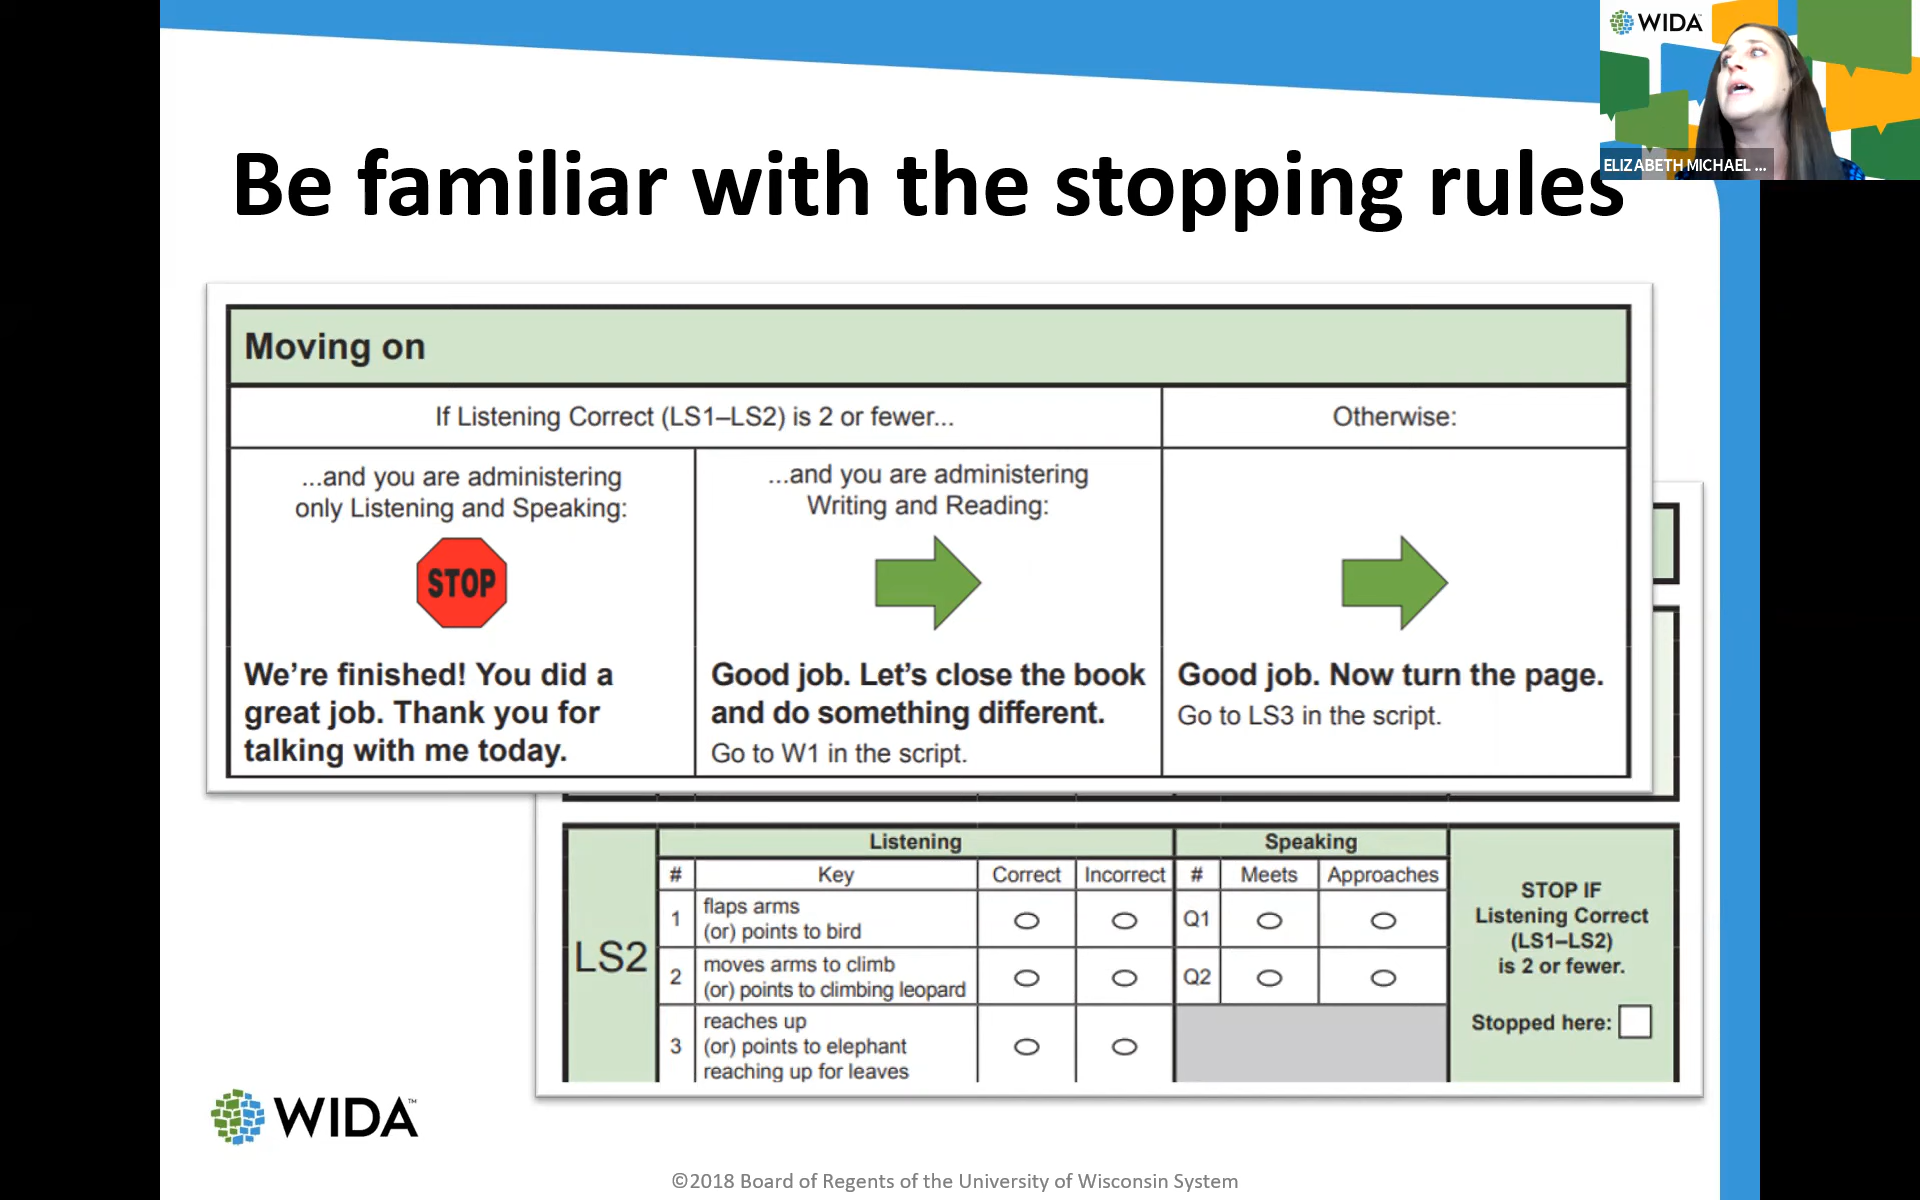 WIDA
ELIZABETH MICHAEL ...
Be familiar with the stopping rules
Moving on
If Listening Correct (LS1–LS2) is 2 or fewer...
Otherwise:
...and you are administering
only Listening and Speaking:
STOP
We're finished! You did a
great job. Thank you for
talking with me today.
...and you are administering
Writing and Reading:
Good job. Let's close the book
and do something different.
Go to W1 in the script.
Good job. Now turn the page.
Go to LS3 in the script.
LS2
Listening
Speaking
# Key Correct Incorrect # Meets Approaches
1 flaps arms
(or) points to bird
Q1
2 moves arms to climb
(or) points to climbing leopard
Q2
3 reaches up
(or) points to elephant
reaching up for leaves
STOP IF
Listening Correct
(LS1–LS2)
is 2 or fewer.
Stopped here:
WIDA™
©2018 Board of Regents of the University of Wisconsin System